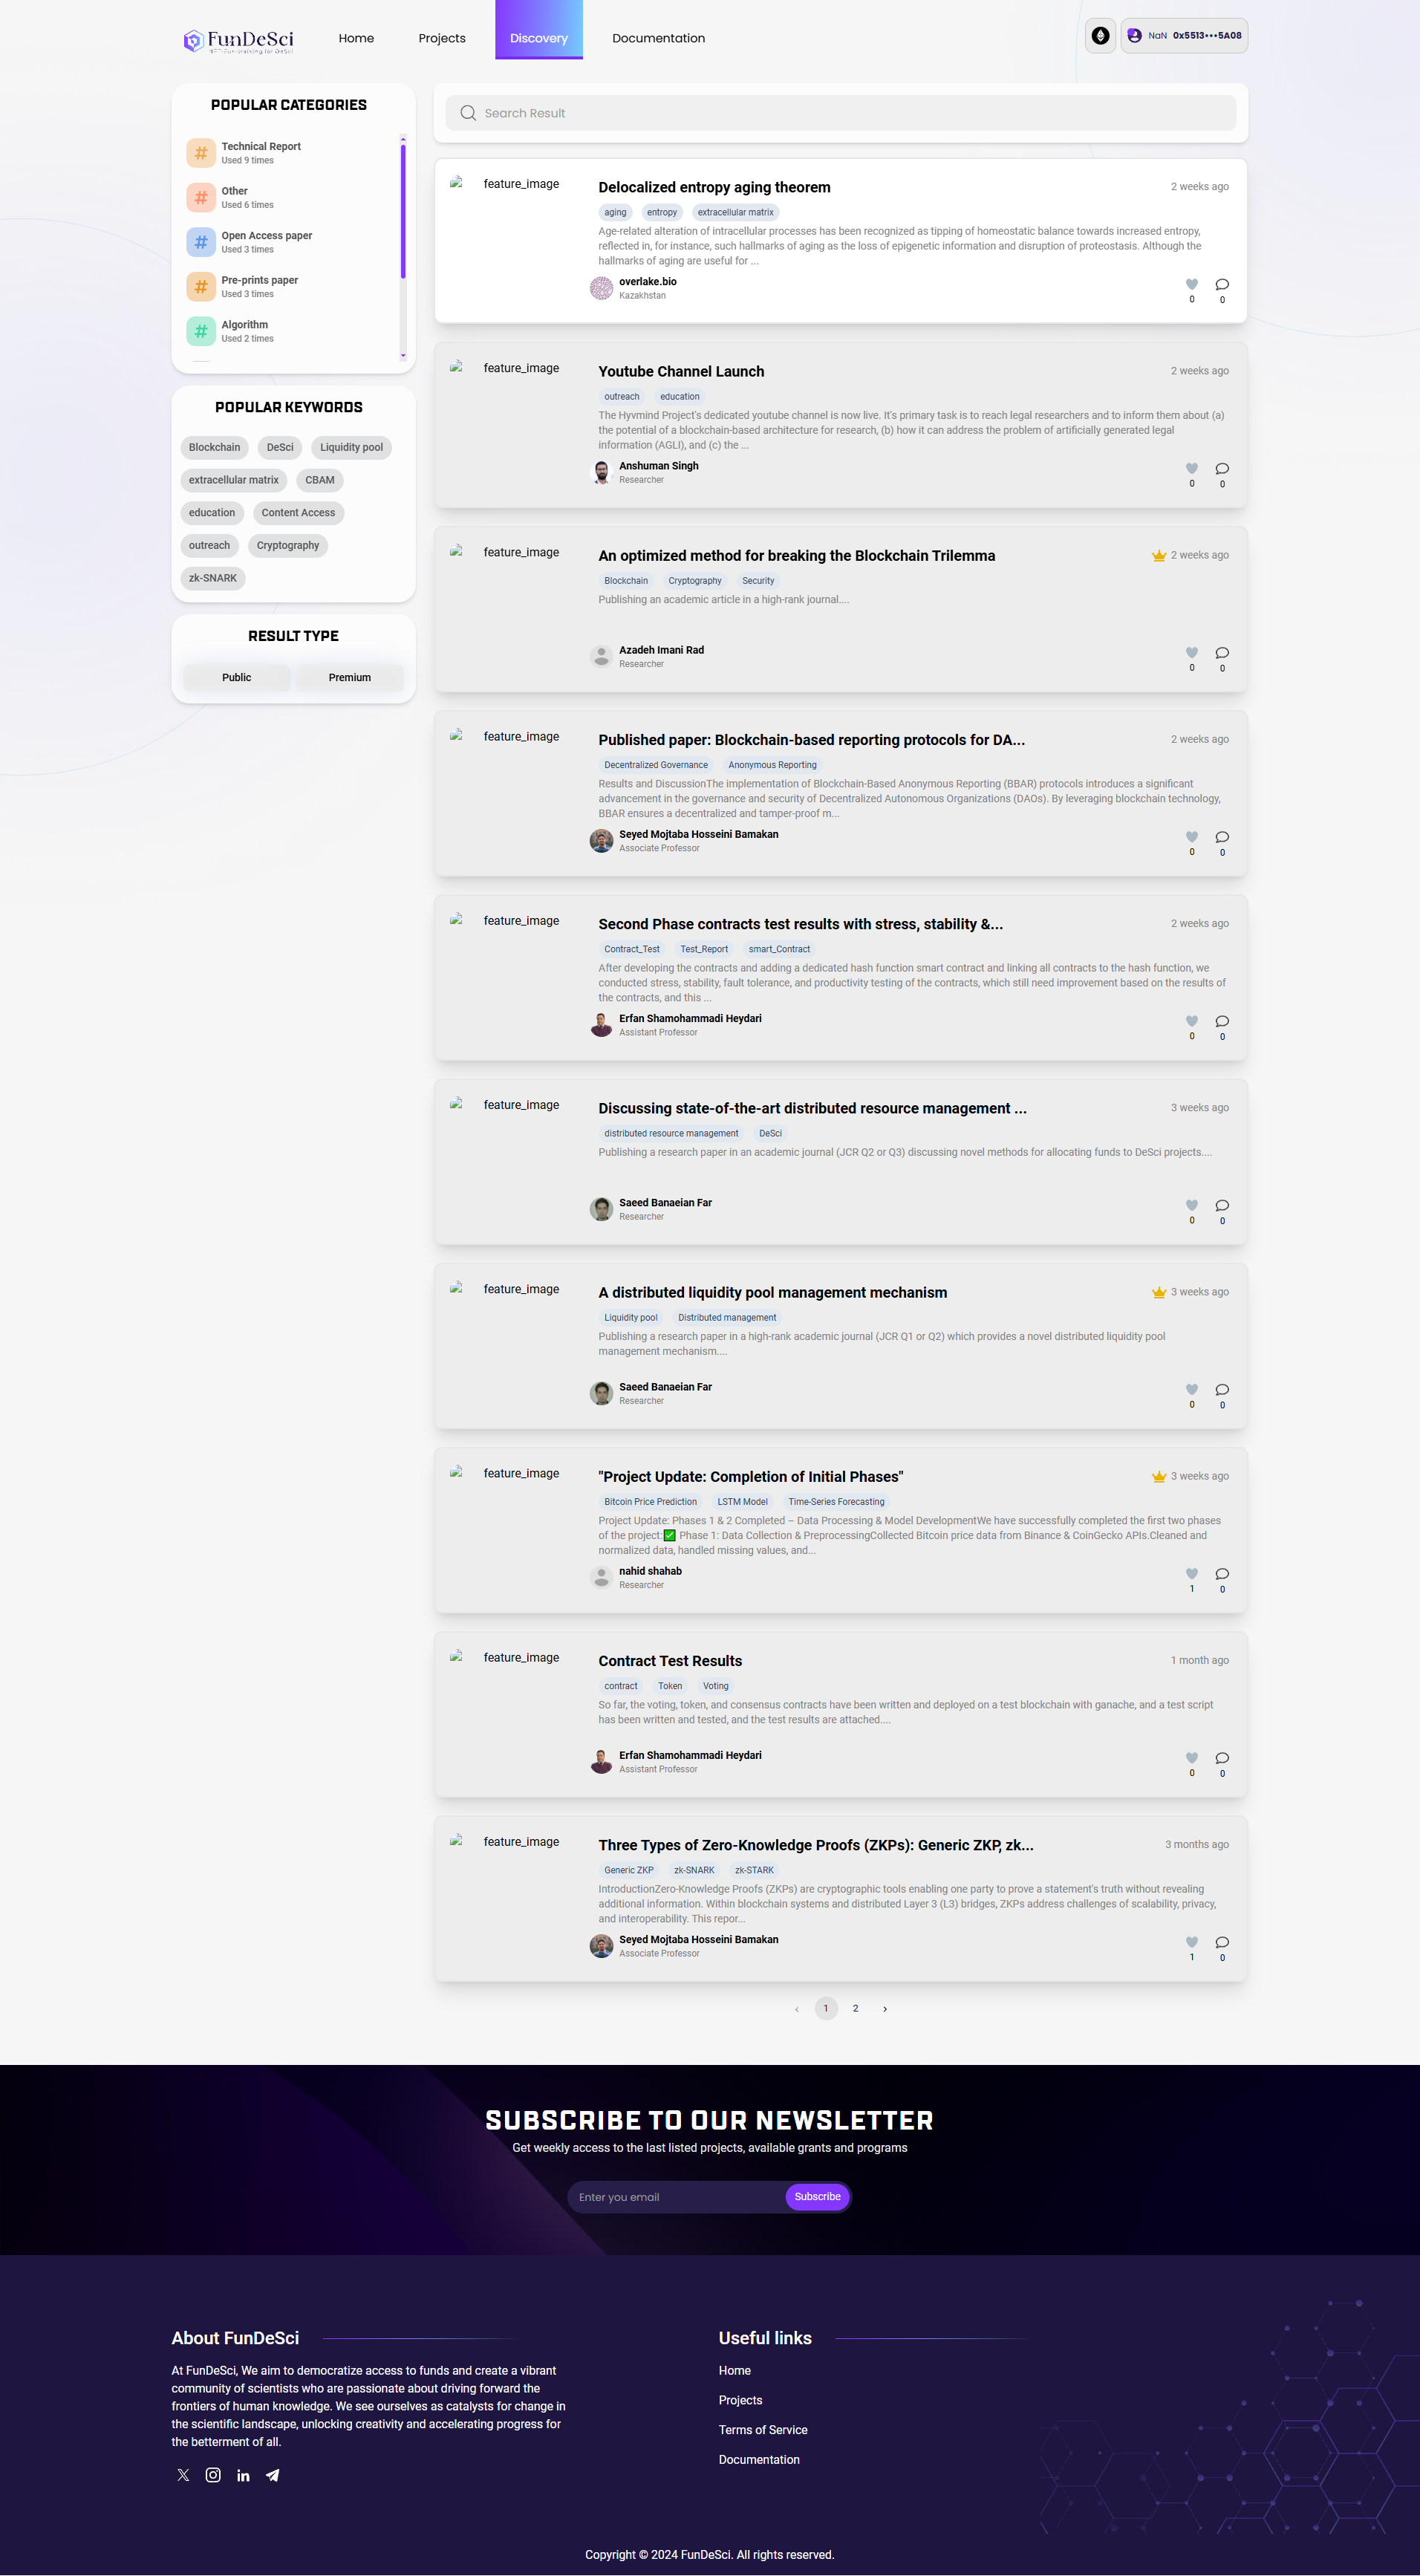 FunDeSci
Home
Projects
Discovery
Documentation
NaN 0x5513•••5A08
POPULAR CATEGORIES
# Technical Report
Used 9 times
# Other
Used 6 times
# Open Access paper
Used 3 times
# Pre-prints paper
Used 3 times
# Algorithm
Used 2 times
POPULAR KEYWORDS
Blockchain DeSci Liquidity pool
extracellular matrix CBAM
education Content Access
outreach Cryptography
zk-SNARK
RESULT TYPE
Public Premium
Search Result
feature_image
Delocalized entropy aging theorem
2 weeks ago
aging entropy extracellular matrix
Age-related alteration of intracellular processes has been recognized as tipping of homeostatic balance towards increased entropy,
reflected in, for instance, such hallmarks of aging as the loss of epigenetic information and disruption of proteostasis. Although the
hallmarks of aging are useful for ...
overlake.bio
Kazakhstan
0 0
feature_image
Youtube Channel Launch
2 weeks ago
outreach education
The Hyvmind Project's dedicated youtube channel is now live. It's primary task is to reach legal researchers and to inform them about (a)
the potential of a blockchain-based architecture for research, (b) how it can address the problem of artificially generated legal
information (AGLI), and (c) the ...
Anshuman Singh
Researcher
0 0
feature_image
An optimized method for breaking the Blockchain Trilemma
2 weeks ago
Blockchain Cryptography Security
Publishing an academic article in a high-rank journal....
Azadeh Imani Rad
Researcher
0 0
feature_image
Published paper: Blockchain-based reporting protocols for DA...
2 weeks ago
Decentralized Governance Anonymous Reporting
Results and DiscussionThe implementation of Blockchain-Based Anonymous Reporting (BBAR) protocols introduces a significant
advancement in the governance and security of Decentralized Autonomous Organizations (DAOs). By leveraging blockchain technology,
BBAR ensures a decentralized and tamper-proof m...
Seyed Mojtaba Hosseini Bamakan
Associate Professor
0 0
feature_image
Second Phase contracts test results with stress, stability &...
2 weeks ago
Contract_Test Test_Report smart_Contract
After developing the contracts and adding a dedicated hash function smart contract and linking all contracts to the hash function, we
conducted stress, stability, fault tolerance, and productivity testing of the contracts, which still need improvement based on the results of
the contracts, and this ...
Erfan Shamohammadi Heydari
Assistant Professor
0 0
feature_image
Discussing state-of-the-art distributed resource management ...
3 weeks ago
distributed resource management DeSci
Publishing a research paper in an academic journal (JCR Q2 or Q3) discussing novel methods for allocating funds to DeSci projects....
Saeed Banaeian Far
Researcher
0 0
feature_image
A distributed liquidity pool management mechanism
3 weeks ago
Liquidity pool Distributed management
Publishing a research paper in a high-rank academic journal (JCR Q1 or Q2) which provides a novel distributed liquidity pool
management mechanism....
Saeed Banaeian Far
Researcher
0 0
feature_image
"Project Update: Completion of Initial Phases"
3 weeks ago
Bitcoin Price Prediction LSTM Model Time-Series Forecasting
Project Update: Phases 1 & 2 Completed – Data Processing & Model DevelopmentWe have successfully completed the first two phases
of the project:✅ Phase 1: Data Collection & PreprocessingCollected Bitcoin price data from Binance & CoinGecko APIs.Cleaned and
normalized data, handled missing values, and...
nahid shahab
Researcher
1 0
feature_image
Contract Test Results
1 month ago
contract Token Voting
So far, the voting, token, and consensus contracts have been written and deployed on a test blockchain with ganache, and a test script
has been written and tested, and the test results are attached....
Erfan Shamohammadi Heydari
Assistant Professor
0 0
feature_image
Three Types of Zero-Knowledge Proofs (ZKPs): Generic ZKP, zk...
3 months ago
Generic ZKP zk-SNARK zk-STARK
IntroductionZero-Knowledge Proofs (ZKPs) are cryptographic tools enabling one party to prove a statement's truth without revealing
additional information. Within blockchain systems and distributed Layer 3 (L3) bridges, ZKPs address challenges of scalability, privacy,
and interoperability. This repor...
Seyed Mojtaba Hosseini Bamakan
Associate Professor
1 0
‹ 1 2 ›
SUBSCRIBE TO OUR NEWSLETTER
Get weekly access to the last listed projects, available grants and programs
Enter you email Subscribe
About FunDeSci
At FunDeSci, We aim to democratize access to funds and create a vibrant
community of scientists who are passionate about driving forward the
frontiers of human knowledge. We see ourselves as catalysts for change in
the scientific landscape, unlocking creativity and accelerating progress for
the betterment of all.
Useful links
Home
Projects
Terms of Service
Documentation
Copyright © 2024 FunDeSci. All rights reserved.